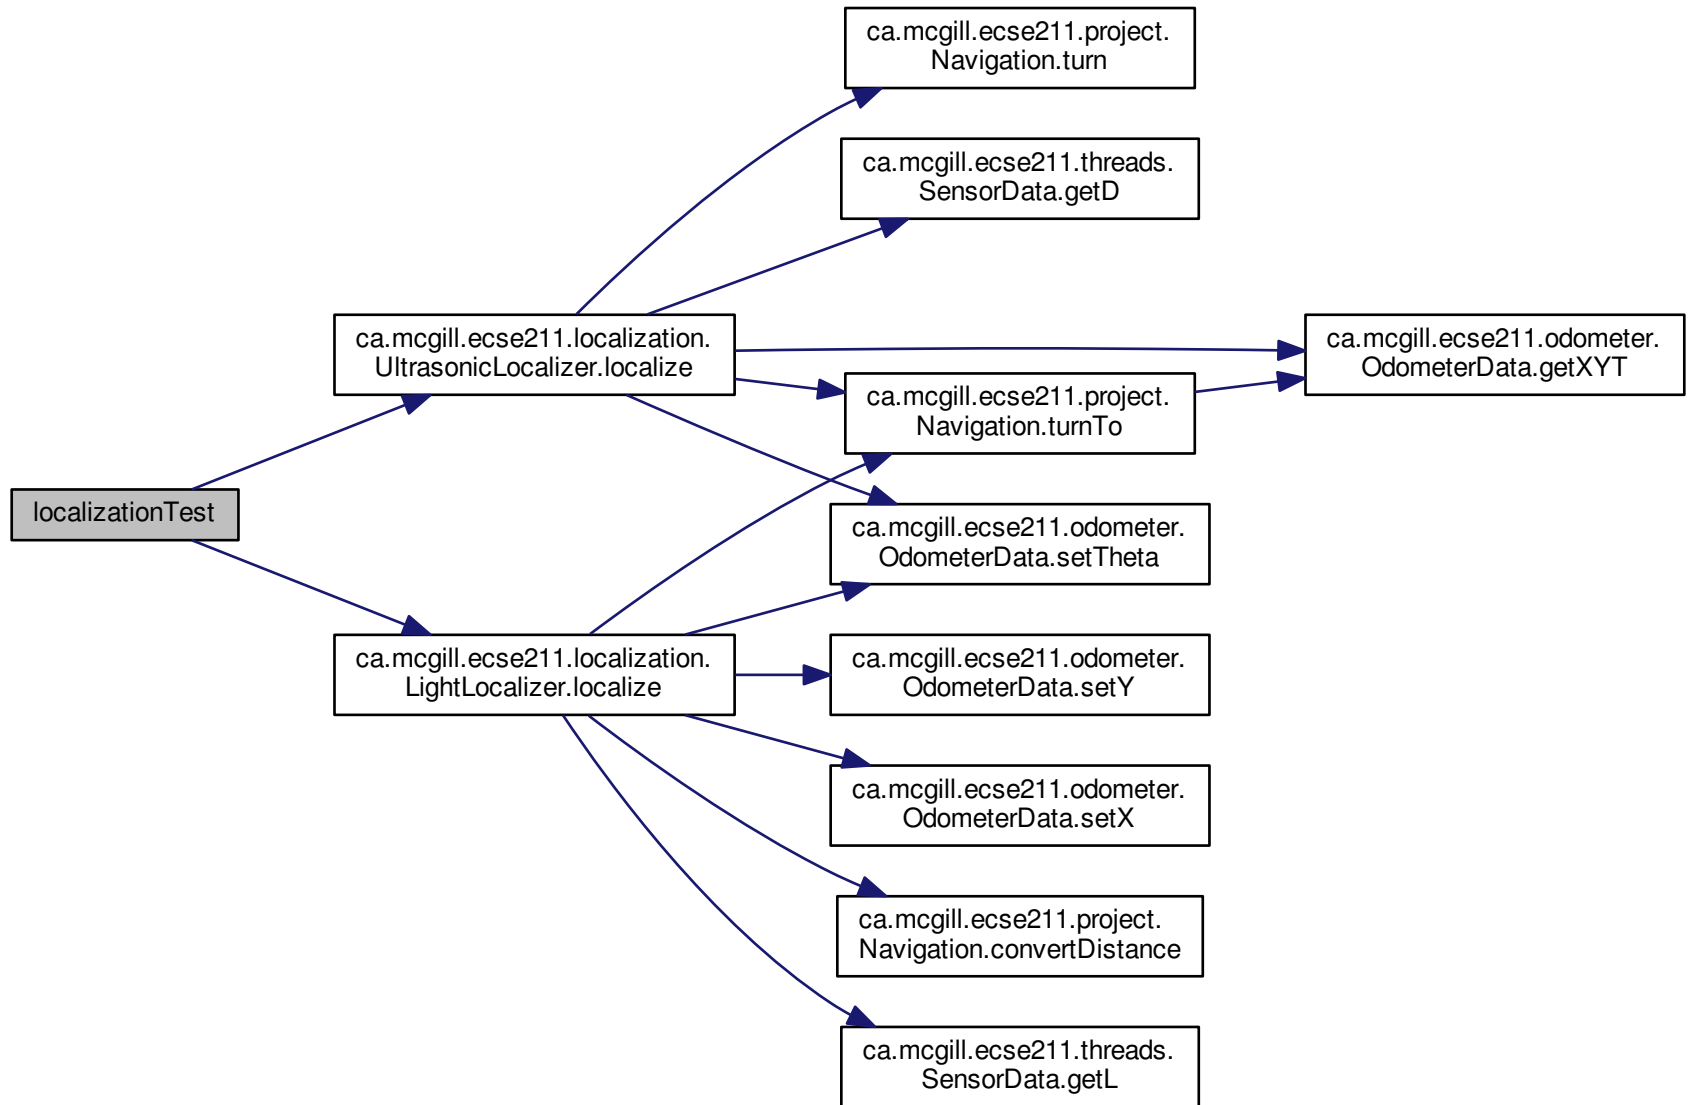 ca.mcgill.ecse211.project.
Navigation.turn
ca.mcgill.ecse211.threads.
SensorData.getD
ca.mcgill.ecse211.localization.
UltrasonicLocalizer.localize
ca.mcgill.ecse211.odometer.
OdometerData.getXYT
ca.mcgill.ecse211.project.
Navigation.turnTo
localizationTest
ca.mcgill.ecse211.odometer.
OdometerData.setTheta
ca.mcgill.ecse211.localization.
LightLocalizer.localize
ca.mcgill.ecse211.odometer.
OdometerData.setY
ca.mcgill.ecse211.odometer.
OdometerData.setX
ca.mcgill.ecse211.project.
Navigation.convertDistance
ca.mcgill.ecse211.threads.
SensorData.getL